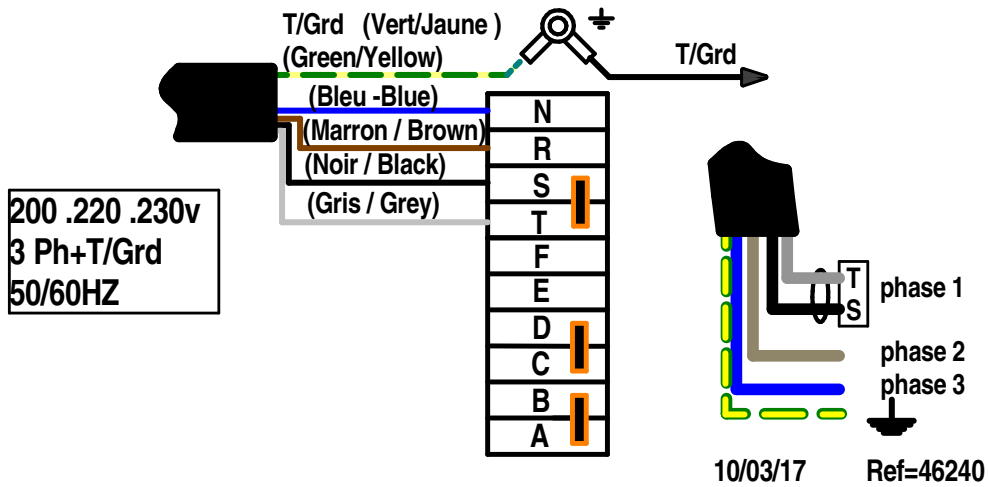 T/Grd (Vert/Jaune )
(Green/Yellow)
T/Grd
(Bleu -Blue)
(Marron / Brown)
(Noir / Black)
(Gris / Grey)
200 .220 .230v
3 Ph+T/Grd
50/60HZ
N
R
S
T
F
E
D
C
B
A
T
S
phase 1
phase 2
phase 3
10/03/17
Ref=46240